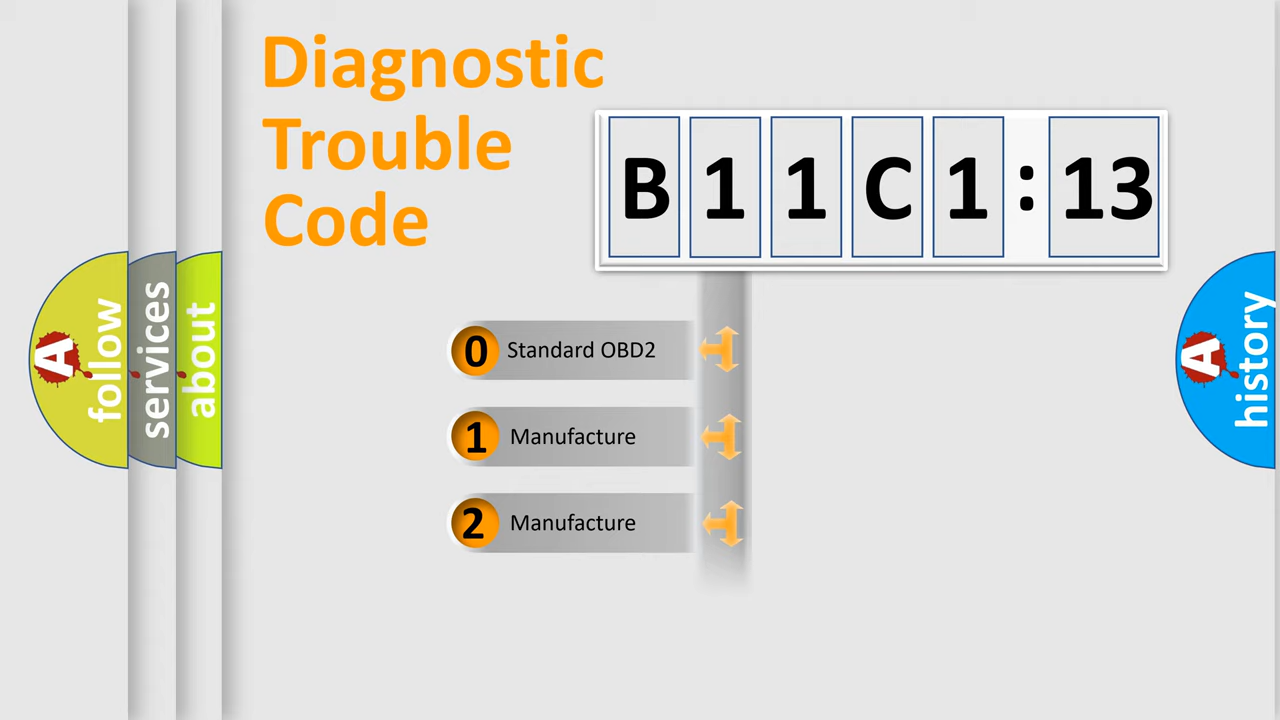 Diagnostic
Trouble
Code
B 1 1 C 1 : 13
0 Standard OBD2
1 Manufacture
2 Manufacture
A follow
services
about
A history